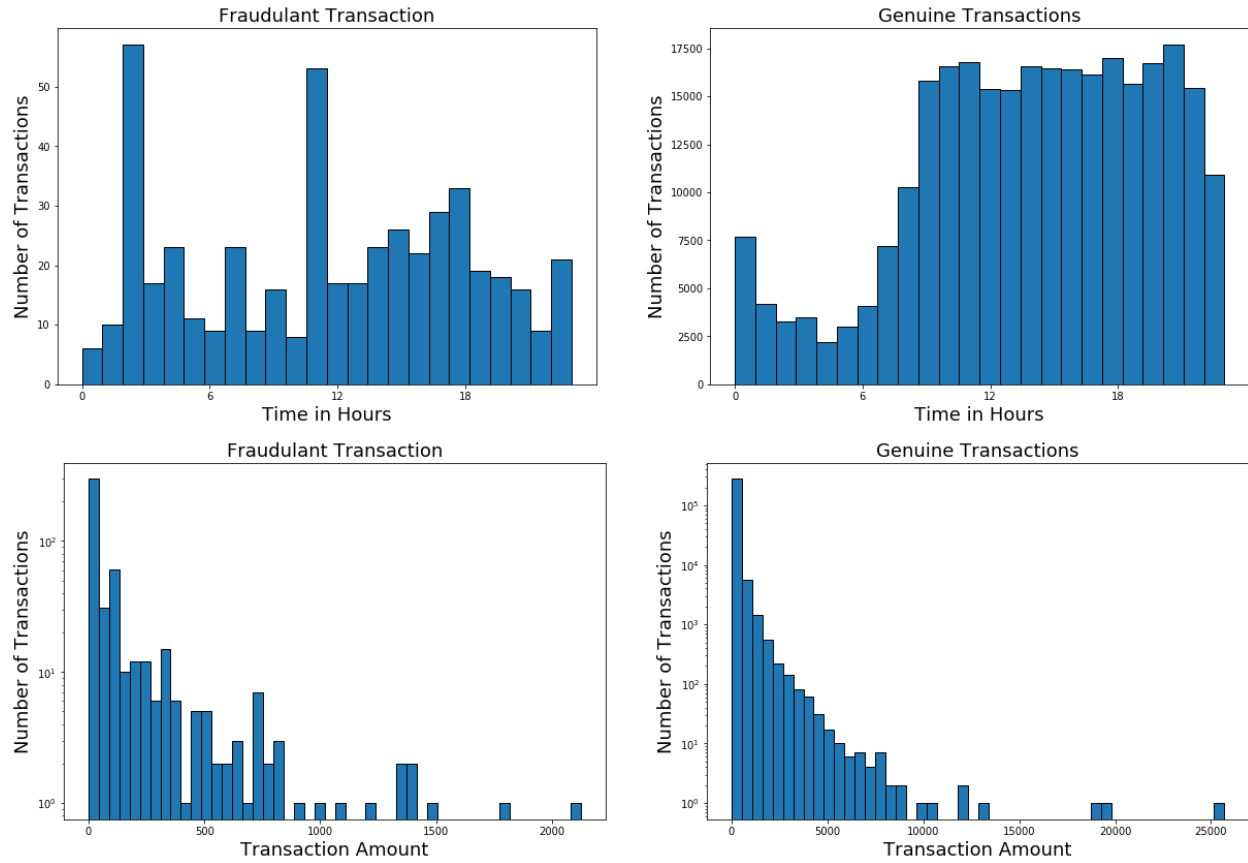 Fraudulant Transaction
Number of Transactions
50
40
30
20
10
0
0 6 12 18
Time in Hours
Genuine Transactions
Number of Transactions
17500
15000
12500
10000
7500
5000
2500
0
0 6 12 18
Time in Hours
Fraudulant Transaction
Number of Transactions
10²
10¹
10⁰
0 500 1000 1500 2000
Transaction Amount
Genuine Transactions
Number of Transactions
10⁵
10⁴
10³
10²
10¹
10⁰
0 5000 10000 15000 20000 25000
Transaction Amount